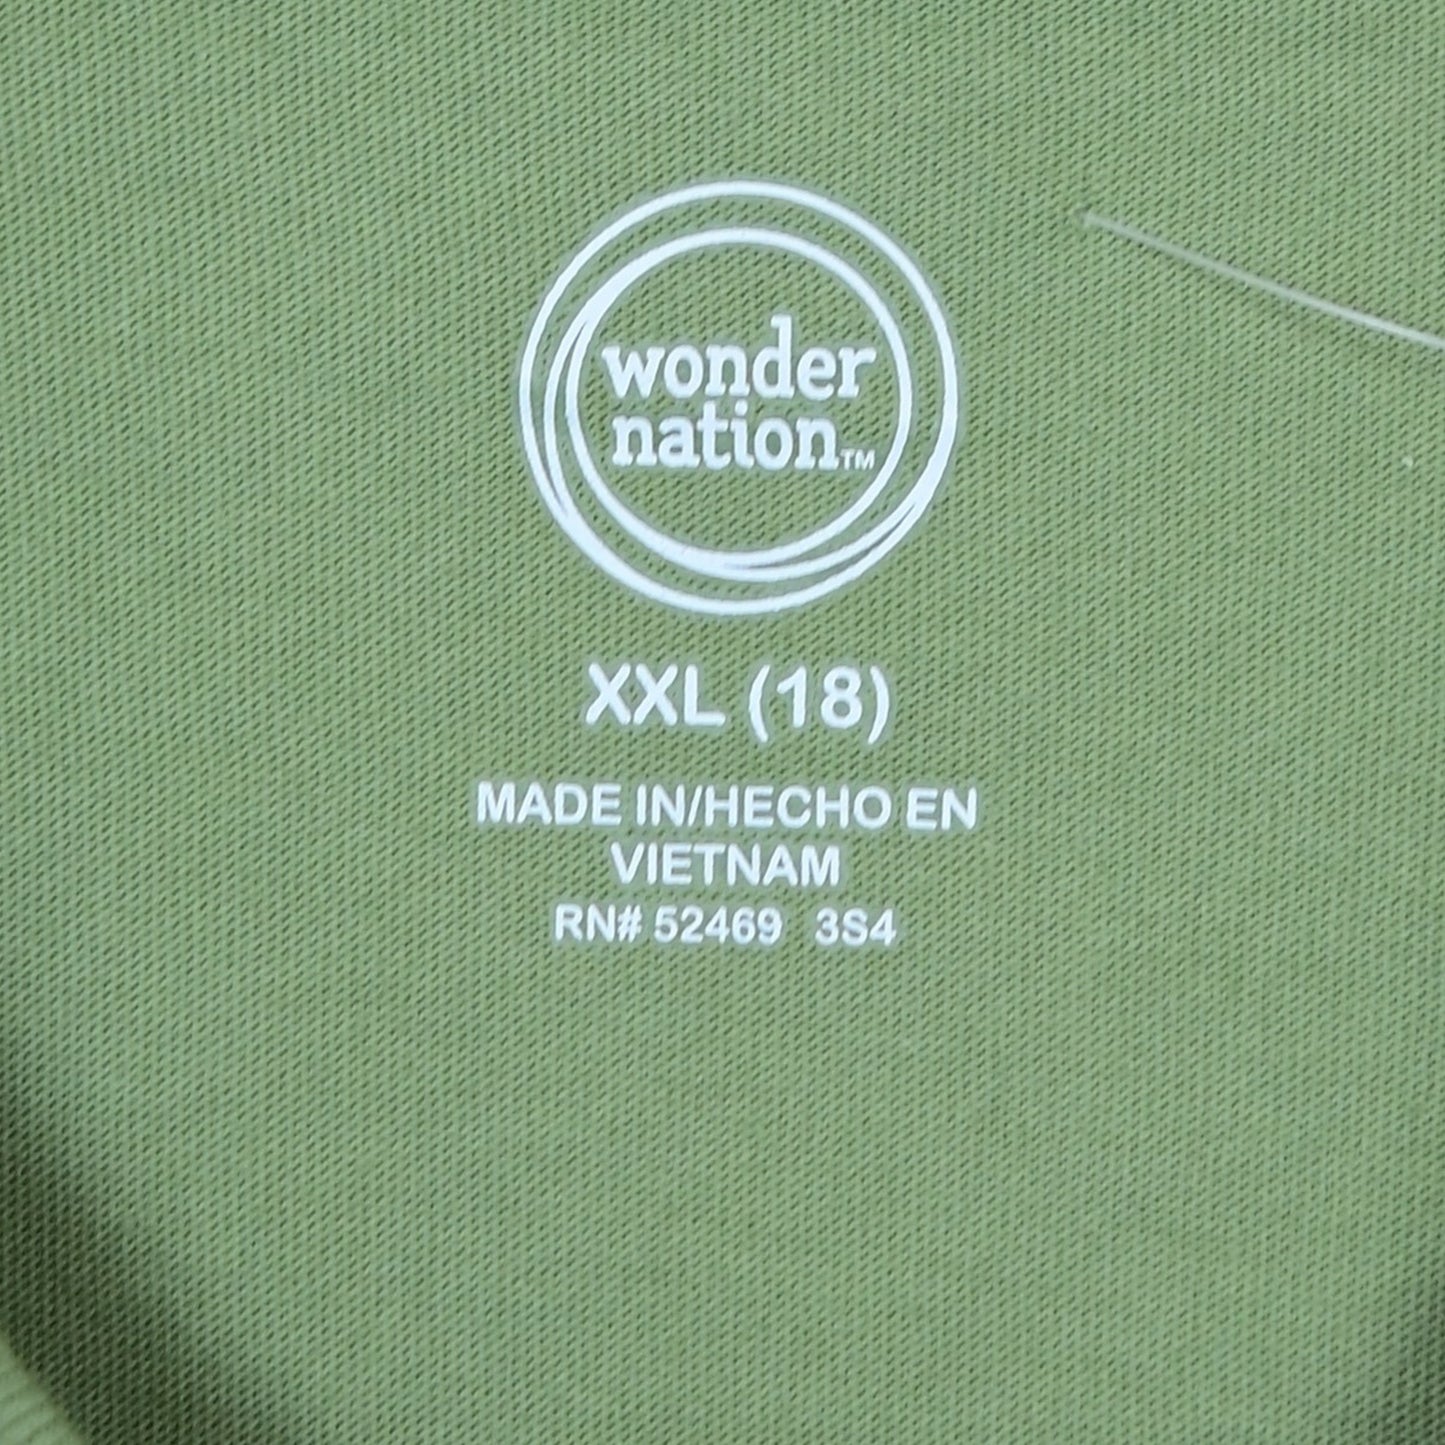 wonder
nation™
XXL (18)
MADE IN/HECHO EN
VIETNAM
RN# 52469 3S4